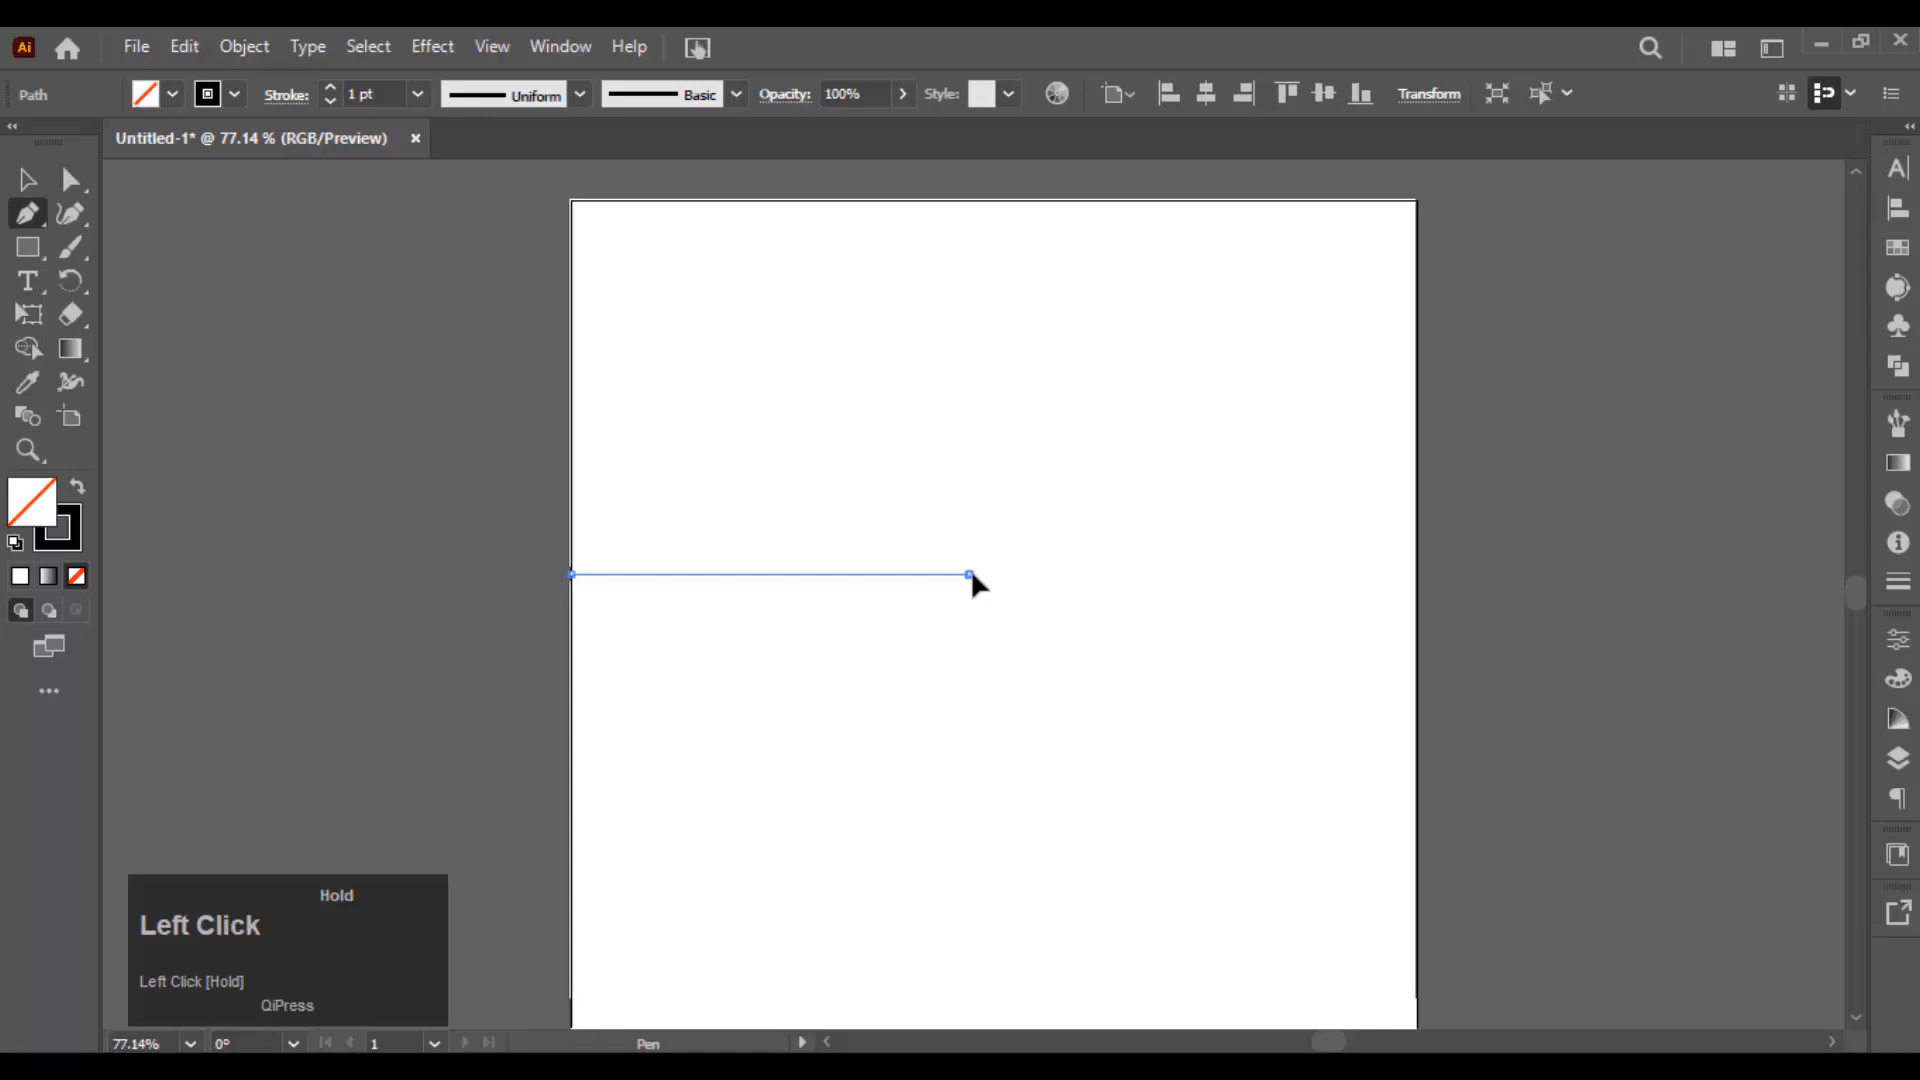 Ai File Edit Object Type Select Effect View Window Help
Path Stroke: 1 pt Uniform Basic Opacity: 100% Style: Transform
Untitled-1* @ 77.14 % (RGB/Preview) ×
Hold
Left Click
Left Click [Hold]
QiPress
77.14% 0° 1 Pen